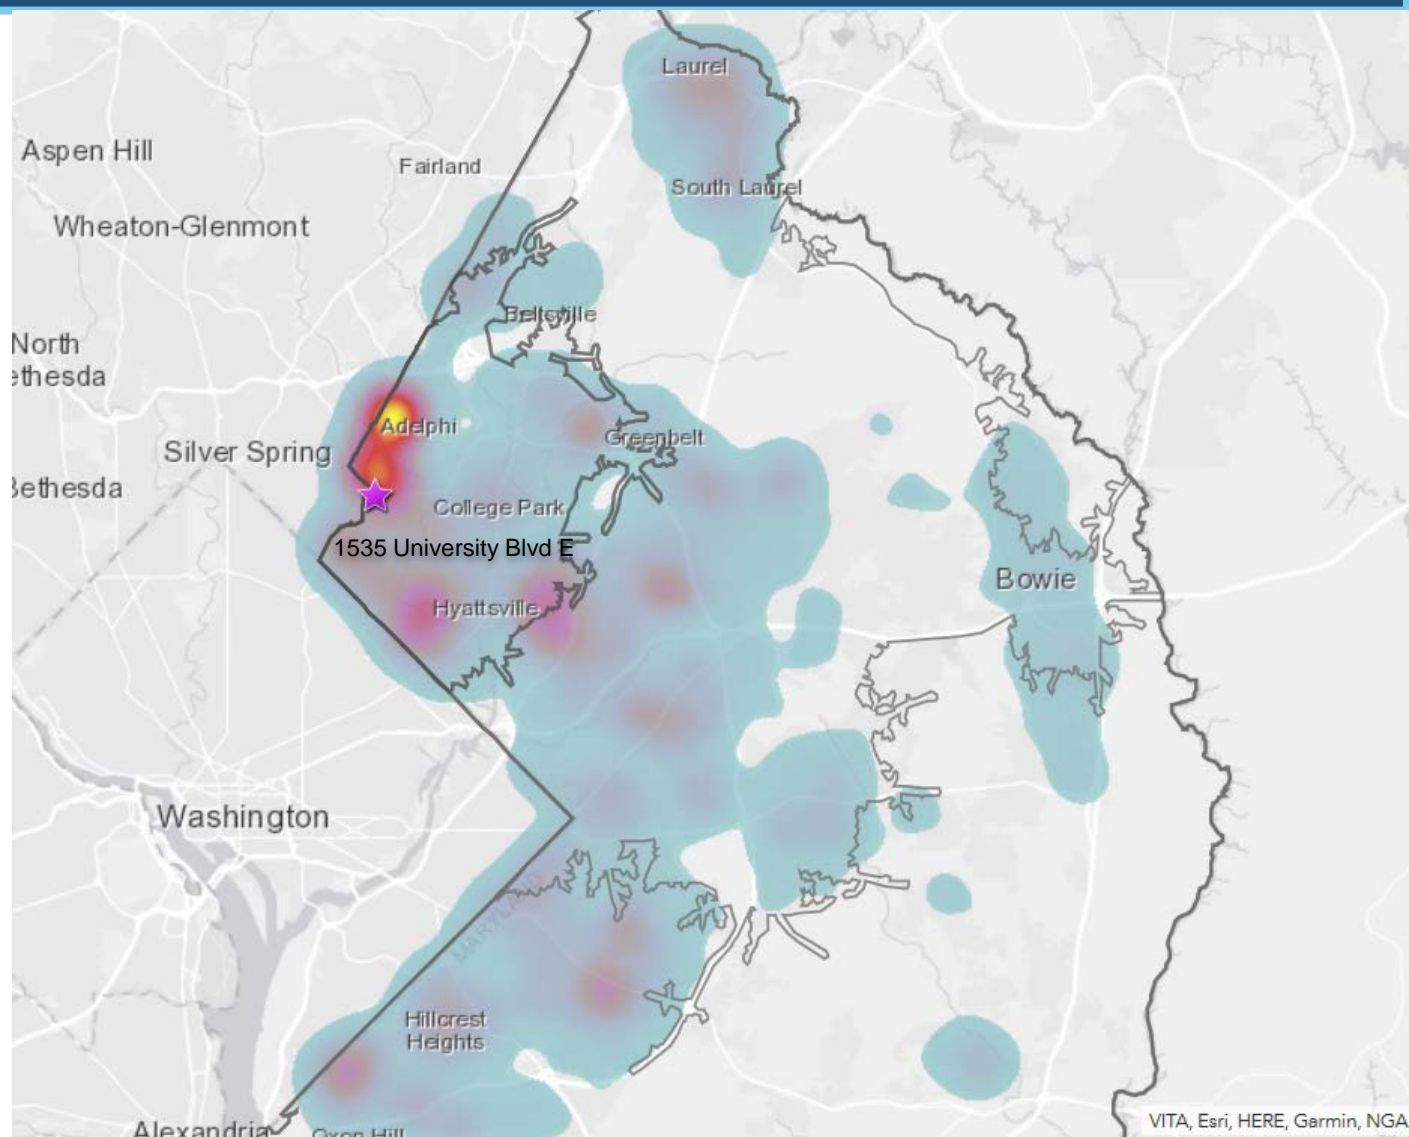 Laurel
Aspen Hill
Fairland
South Laurel
Wheaton-Glenmont
Beltsville
North
ethesda
Adelphi
Greenbelt
Silver Spring
Bethesda
College Park
1535 University Blvd E
Bowie
Hyattsville
Washington
MARYLAND
Hillcrest
Heights
VITA, Esri, HERE, Garmin, NGA
Alexandria
Oxon Hill